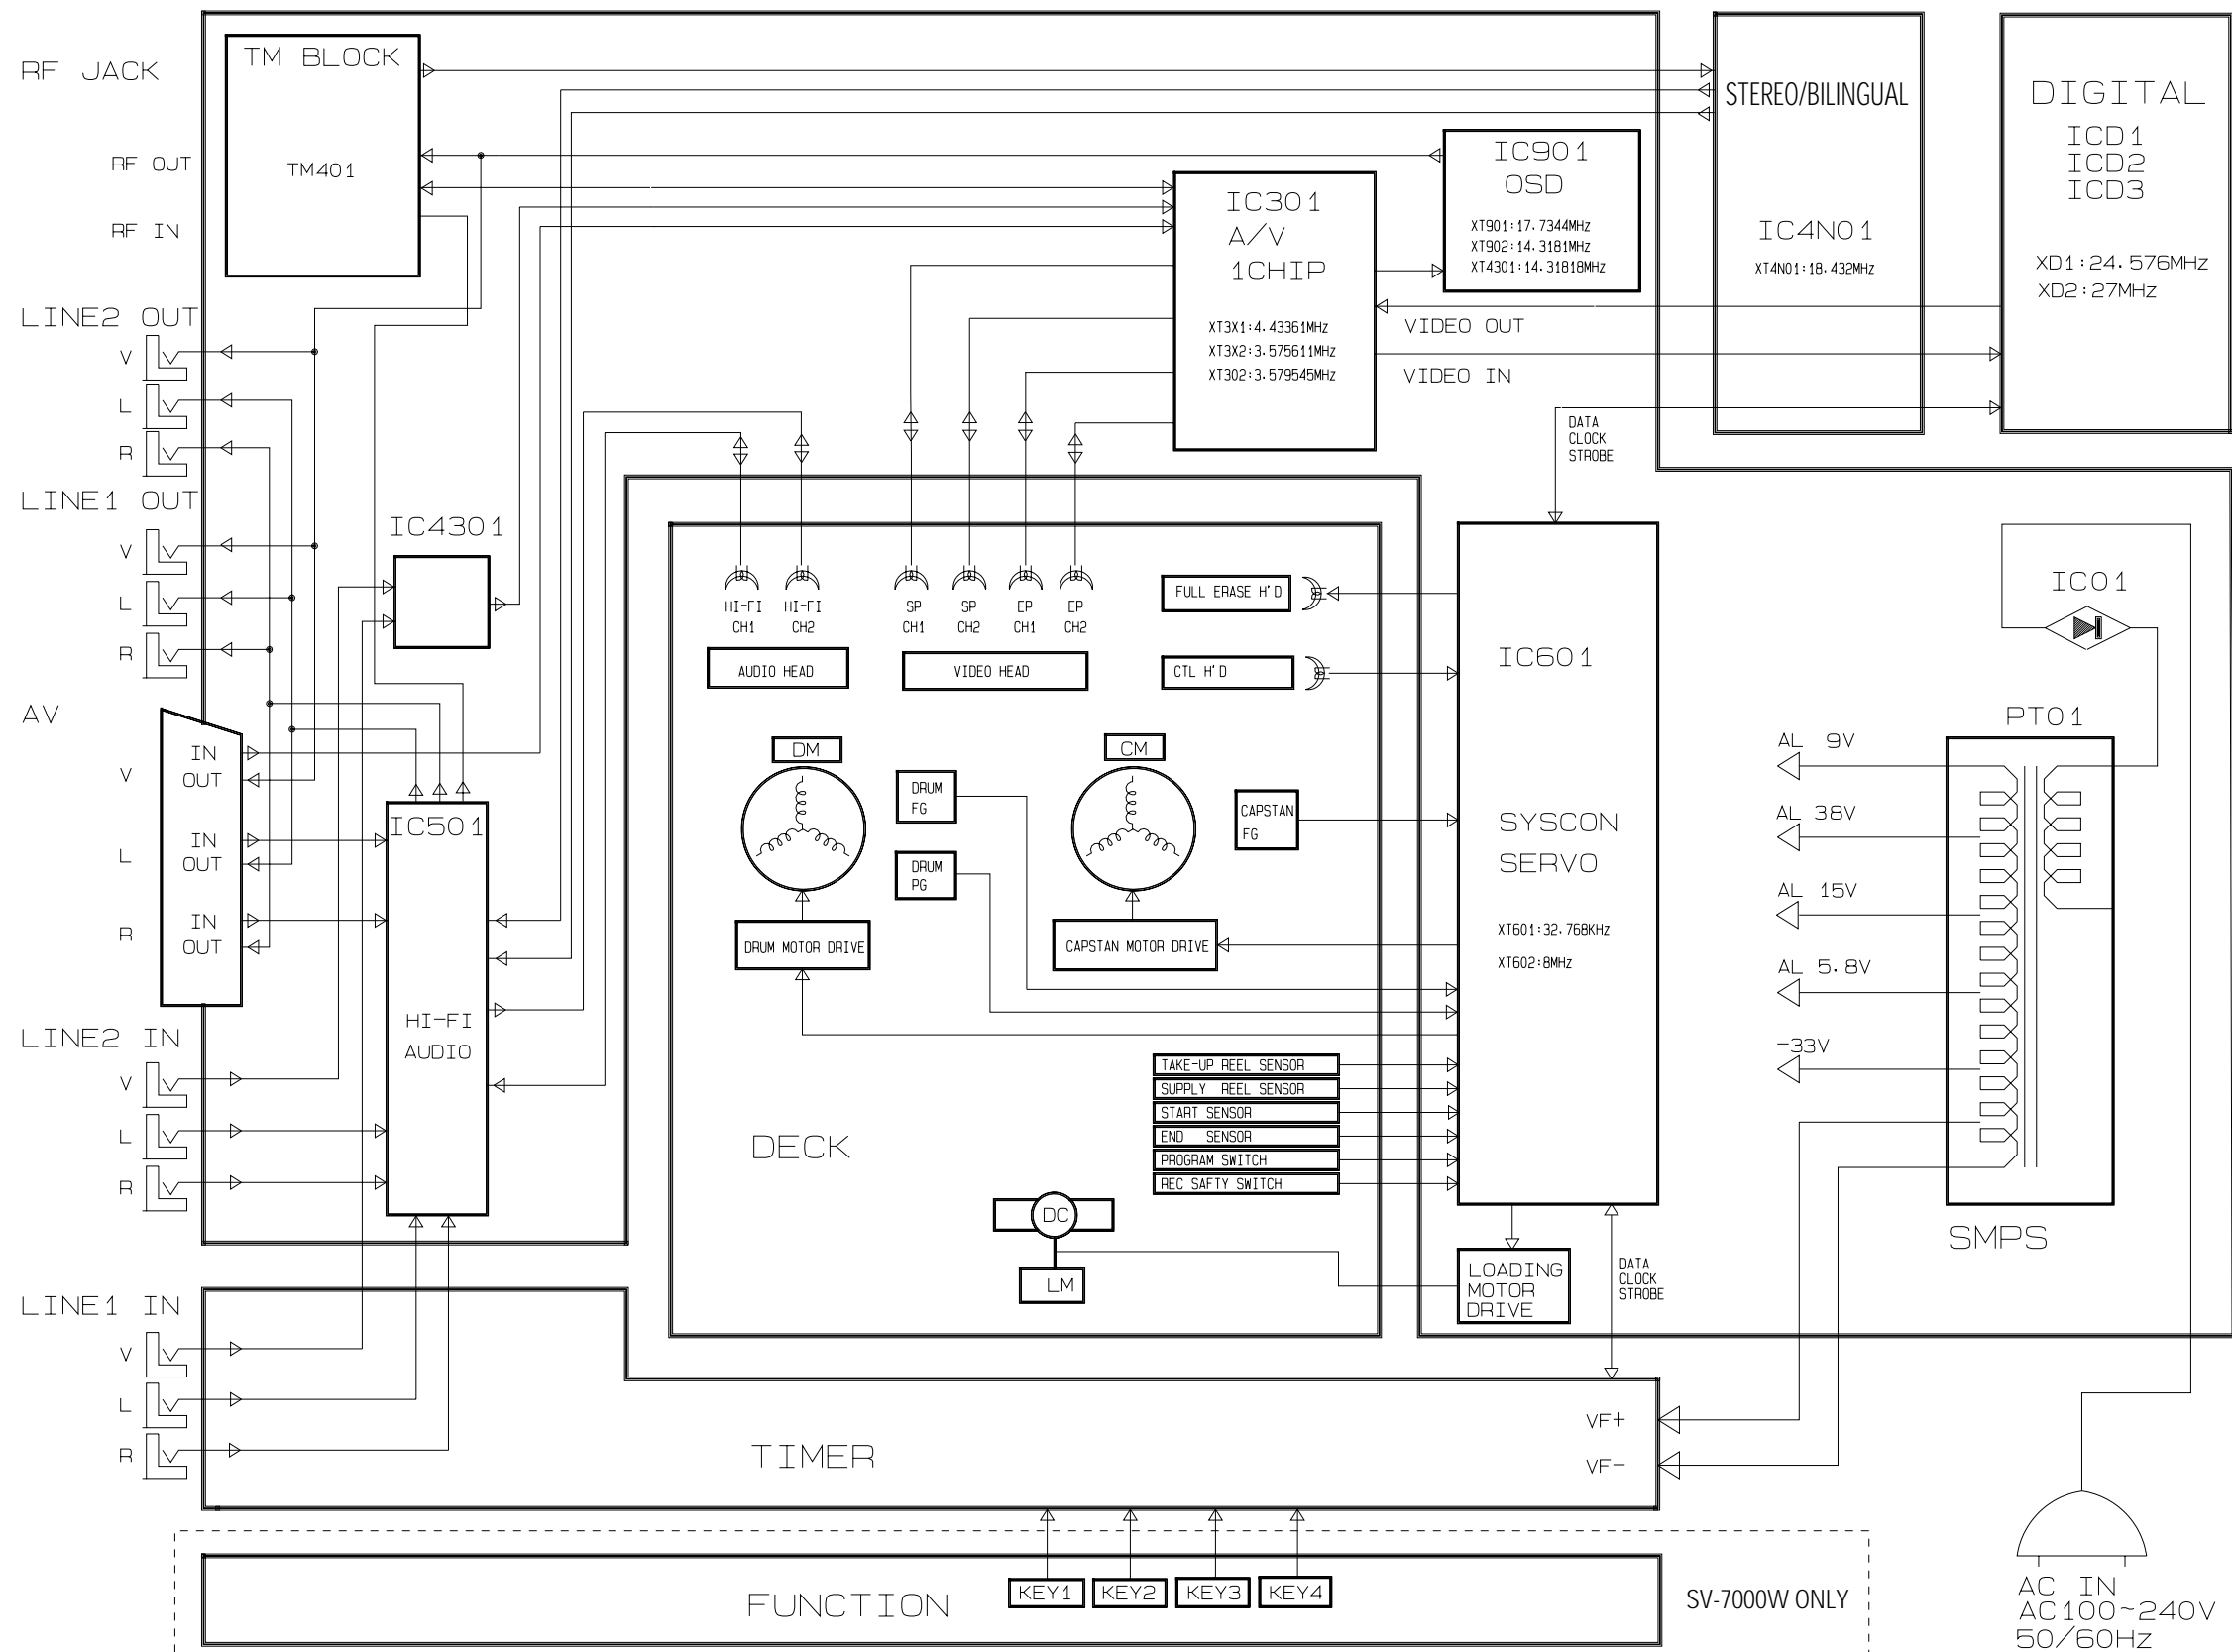 RF JACK
RF OUT
RF IN
TM BLOCK
TM401
STEREO/BILINGUAL
IC4N01
XT4N01:18.432MHz
DIGITAL
ICD1
ICD2
ICD3
XD1:24.576MHz
XD2:27MHz
IC901
OSD
XT901:17.7344MHz
XT902:14.3181MHz
XT4301:14.31818MHz
IC301
A/V
1CHIP
XT3X1:4.43361MHz
XT3X2:3.575611MHz
XT302:3.579545MHz
VIDEO OUT
VIDEO IN
DATA
CLOCK
STROBE
LINE2 OUT
V
L
R
LINE1 OUT
V
L
R
IC4301
AV
V
IN
OUT
L
IN
OUT
R
IN
OUT
IC501
HI-FI
AUDIO
LINE2 IN
V
L
R
LINE1 IN
V
L
R
HI-FI
CH1
HI-FI
CH2
SP
CH1
SP
CH2
EP
CH1
EP
CH2
AUDIO HEAD
VIDEO HEAD
FULL ERASE H'D
CTL H'D
DM
CM
DRUM
FG
DRUM
PG
CAPSTAN
FG
DRUM MOTOR DRIVE
CAPSTAN MOTOR DRIVE
TAKE-UP REEL SENSOR
SUPPLY REEL SENSOR
START SENSOR
END SENSOR
PROGRAM SWITCH
REC SAFTY SWITCH
DECK
DC
LM
IC601
SYSCON
SERVO
XT601:32.768KHz
XT602:8MHz
LOADING
MOTOR
DRIVE
DATA
CLOCK
STROBE
IC01
PT01
AL 9V
AL 38V
AL 15V
AL 5.8V
-33V
SMPS
TIMER
VF+
VF-
FUNCTION
KEY1
KEY2
KEY3
KEY4
SV-7000W ONLY
AC IN
AC100~240V
50/60Hz